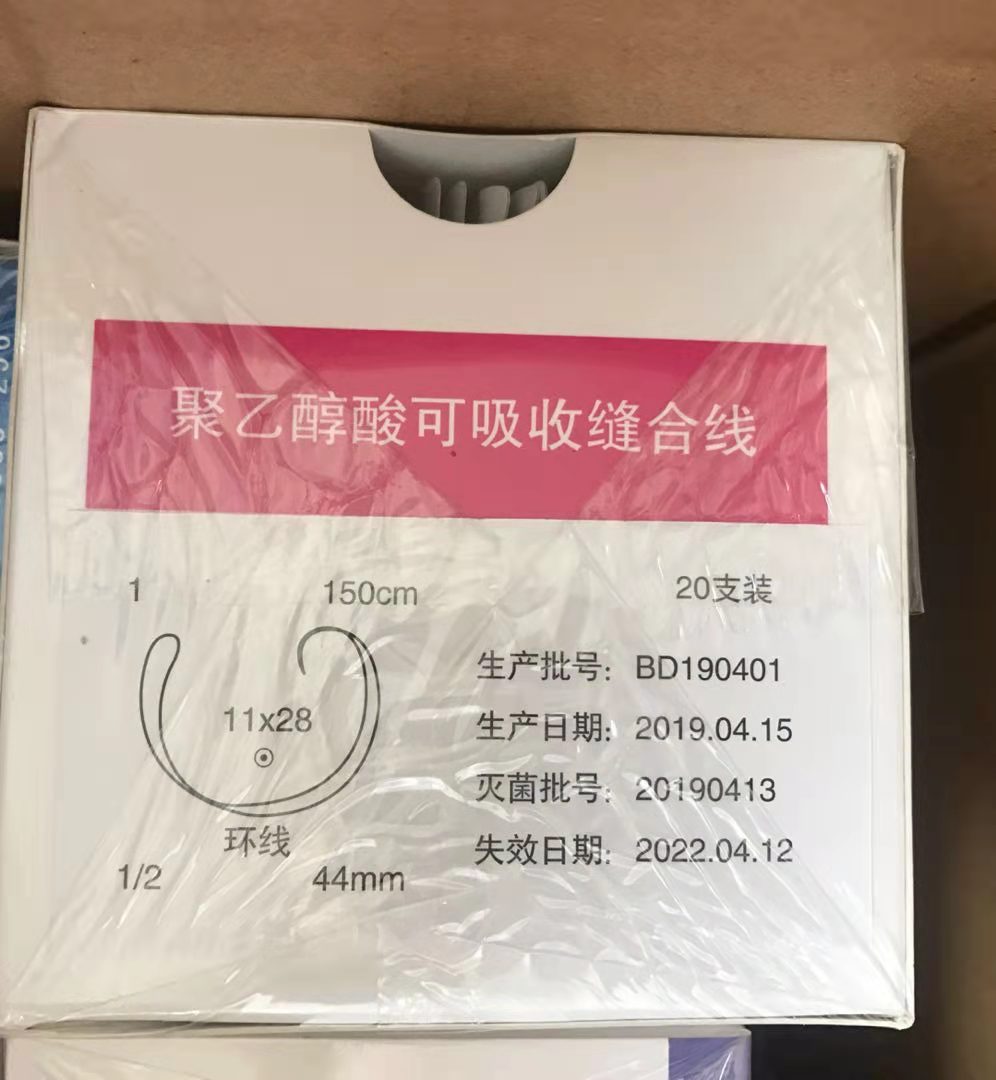 聚乙醇酸可吸收缝合线
1 150cm 20支装
11x28
环线
1/2 44mm
生产批号：BD190401
生产日期：2019.04.15
灭菌批号：20190413
失效日期：2022.04.12